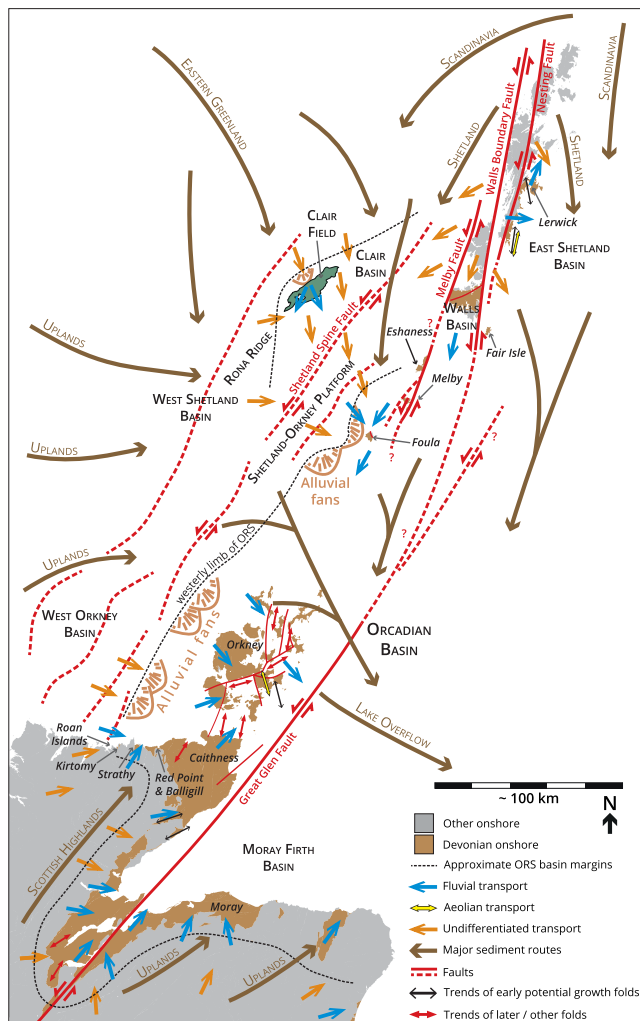 SCANDINAVIA
SCANDINAVIA
EASTERN GREENLAND
Nesting Fault
Walls Boundary Fault
SHETLAND
SHETLAND
Lerwick
EAST SHETLAND
BASIN
CLAIR
FIELD
CLAIR
BASIN
Melby Fault
WALLS
BASIN
RONA RIDGE
Shetland Spine Fault
?
Eshaness
Fair Isle
UPLANDS
WEST SHETLAND
BASIN
SHETLAND–ORKNEY PLATFORM
Melby
Foula
?
?
UPLANDS
Alluvial
fans
?
westerly limb of ORS
UPLANDS
WEST ORKNEY
BASIN
Alluvial fans
Orkney
ORCADIAN
BASIN
LAKE OVERFLOW
Roan
Islands
Kirtomy
Strathy
Red Point
& Balligill
Caithness
Great Glen Fault
SCOTTISH HIGHLANDS
MORAY FIRTH
BASIN
Moray
UPLANDS
UPLANDS
~ 100 km
N
Other onshore
Devonian onshore
Approximate ORS basin margins
Fluvial transport
Aeolian transport
Undifferentiated transport
Major sediment routes
Faults
Trends of early potential growth folds
Trends of later / other folds